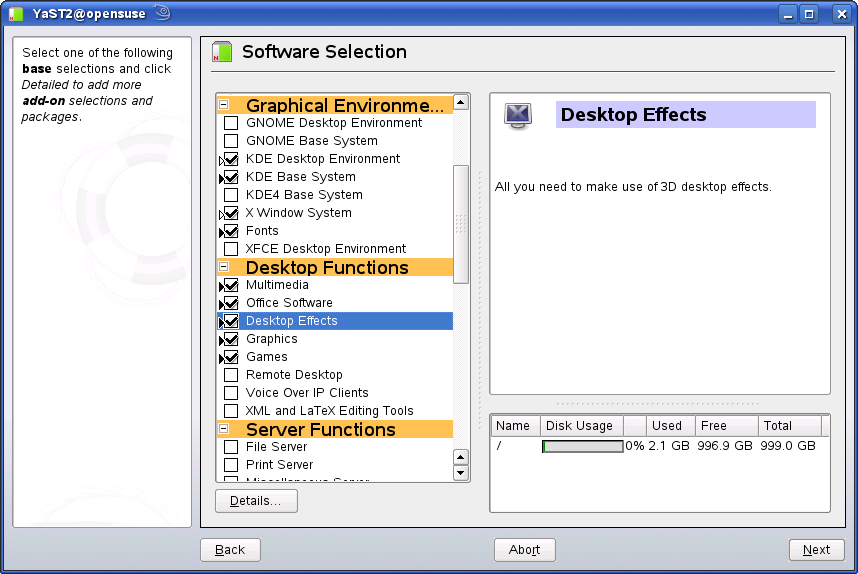 YaST2@opensuse
Select one of the following
base selections and click
Detailed to add more
add-on selections and
packages.
Software Selection
Graphical Environme...
GNOME Desktop Environment
GNOME Base System
KDE Desktop Environment
KDE Base System
KDE4 Base System
X Window System
Fonts
XFCE Desktop Environment
Desktop Functions
Multimedia
Office Software
Desktop Effects
Graphics
Games
Remote Desktop
Voice Over IP Clients
XML and LaTeX Editing Tools
Server Functions
File Server
Print Server
Miscellaneous Server
Details...
Desktop Effects
All you need to make use of 3D desktop effects.
Name Disk Usage Used Free Total
/ 0% 2.1 GB 996.9 GB 999.0 GB
Back Abort Next